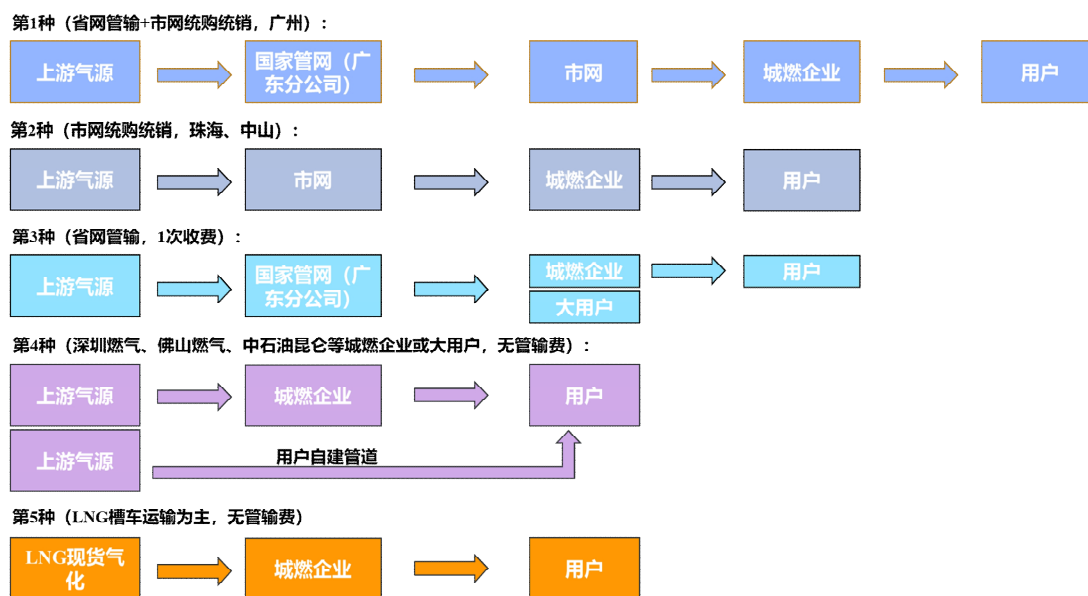 第1种（省网管输+市网统购统销，广州）:
上游气源
国家管网（广
东分公司）
市网
城燃企业
用户
第2种（市网统购统销，珠海、中山）:
上游气源
市网
城燃企业
用户
第3种（省网管输，1次收费）:
上游气源
国家管网（广
东分公司）
城燃企业
大用户
用户
第4种（深圳燃气、佛山燃气、中石油昆仑等城燃企业或大用户，无管输费）:
上游气源
城燃企业
用户
上游气源
用户自建管道
第5种（LNG槽车运输为主，无管输费）
LNG现货气
化
城燃企业
用户